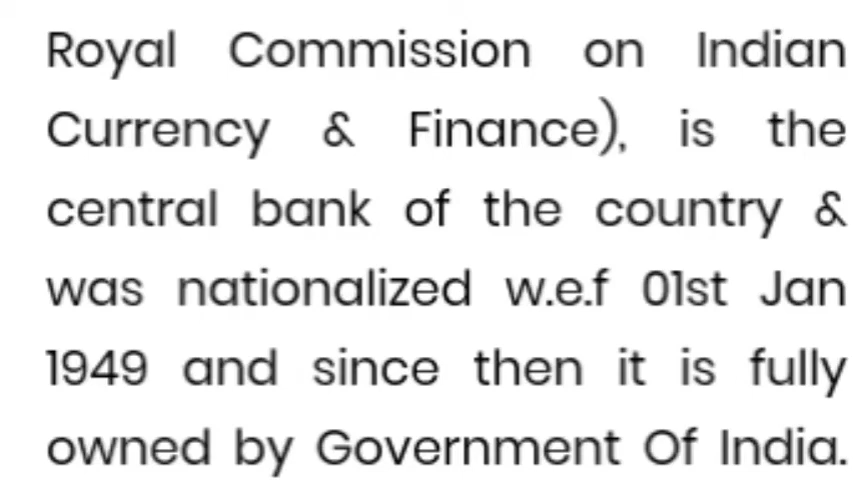 Royal Commission on Indian
Currency & Finance), is the
central bank of the country &
was nationalized w.e.f 01st Jan
1949 and since then it is fully
owned by Government Of India.